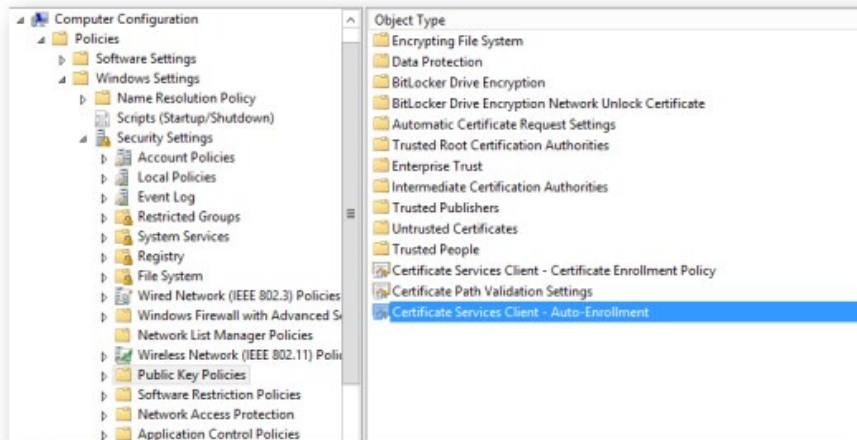 Computer Configuration
Policies
Software Settings
Windows Settings
Name Resolution Policy
Scripts (Startup/Shutdown)
Security Settings
Account Policies
Local Policies
Event Log
Restricted Groups
System Services
Registry
File System
Wired Network (IEEE 802.3) Policies
Windows Firewall with Advanced Se
Network List Manager Policies
Wireless Network (IEEE 802.11) Polic
Public Key Policies
Software Restriction Policies
Network Access Protection
Application Control Policies
Object Type
Encrypting File System
Data Protection
BitLocker Drive Encryption
BitLocker Drive Encryption Network Unlock Certificate
Automatic Certificate Request Settings
Trusted Root Certification Authorities
Enterprise Trust
Intermediate Certification Authorities
Trusted Publishers
Untrusted Certificates
Trusted People
Certificate Services Client - Certificate Enrollment Policy
Certificate Path Validation Settings
Certificate Services Client - Auto-Enrollment